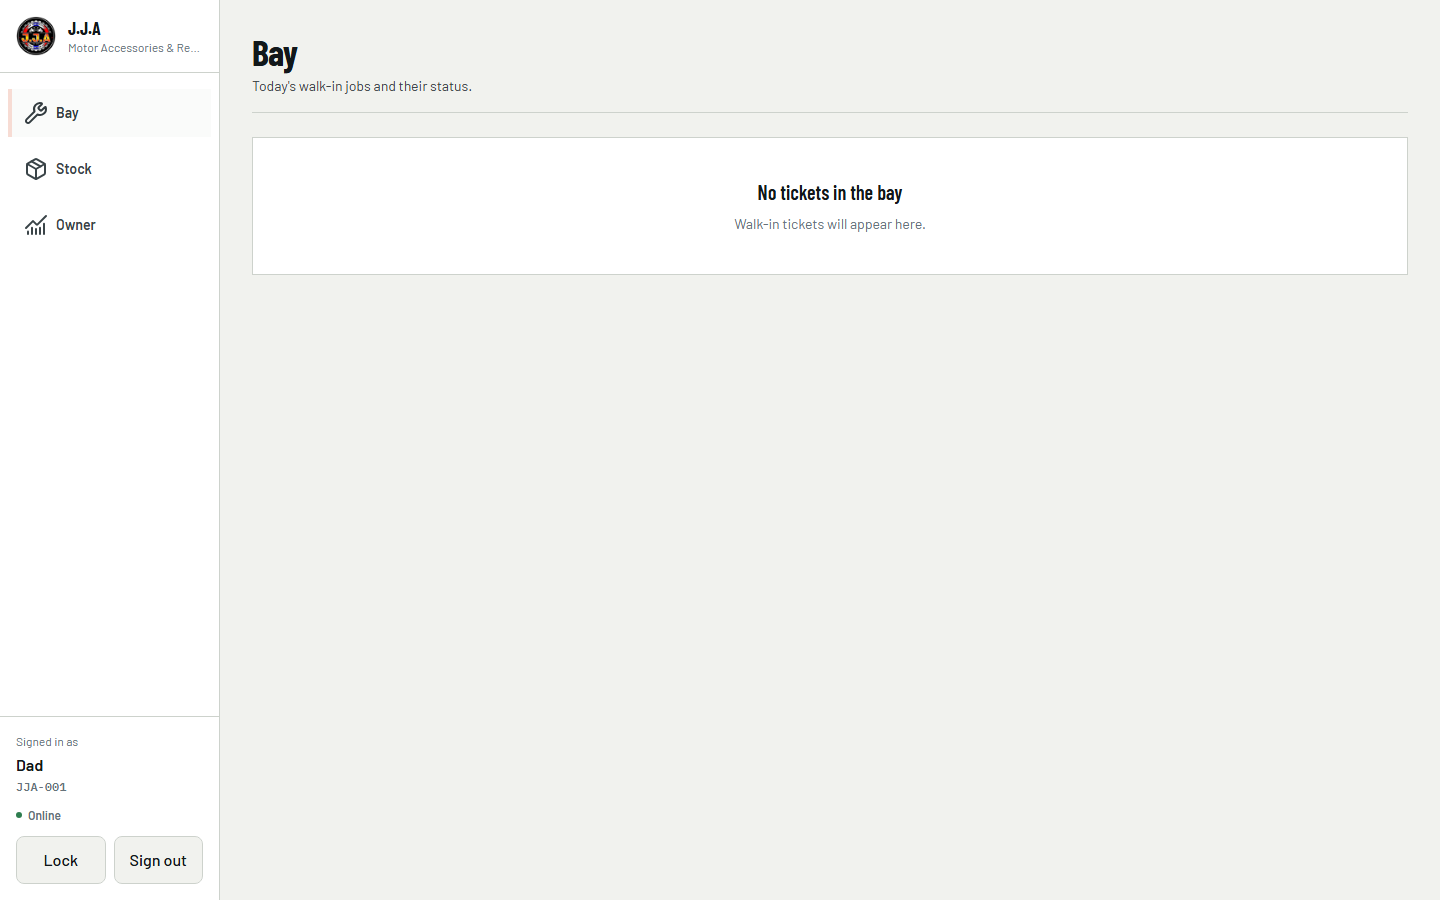 J.J.A
J.J.A
Motor Accessories & Re...
Bay
Stock
Owner
Signed in as
Dad
JJA-001
Online
Lock
Sign out
Bay
Today's walk-in jobs and their status.
No tickets in the bay
Walk-in tickets will appear here.